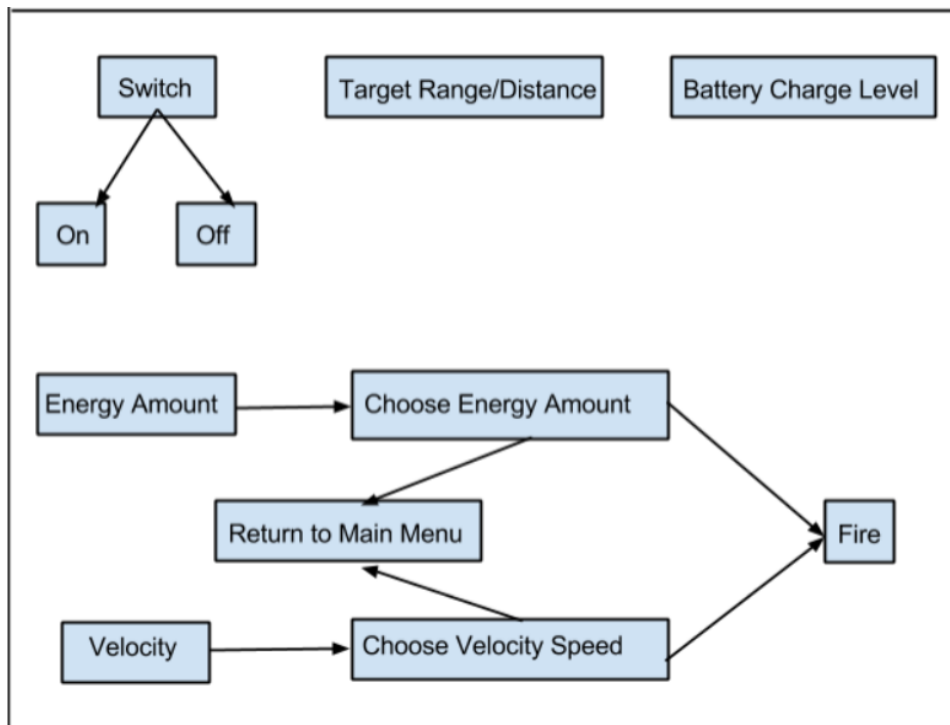 Switch
Target Range/Distance
Battery Charge Level
On
Off
Energy Amount
Choose Energy Amount
Return to Main Menu
Fire
Velocity
Choose Velocity Speed